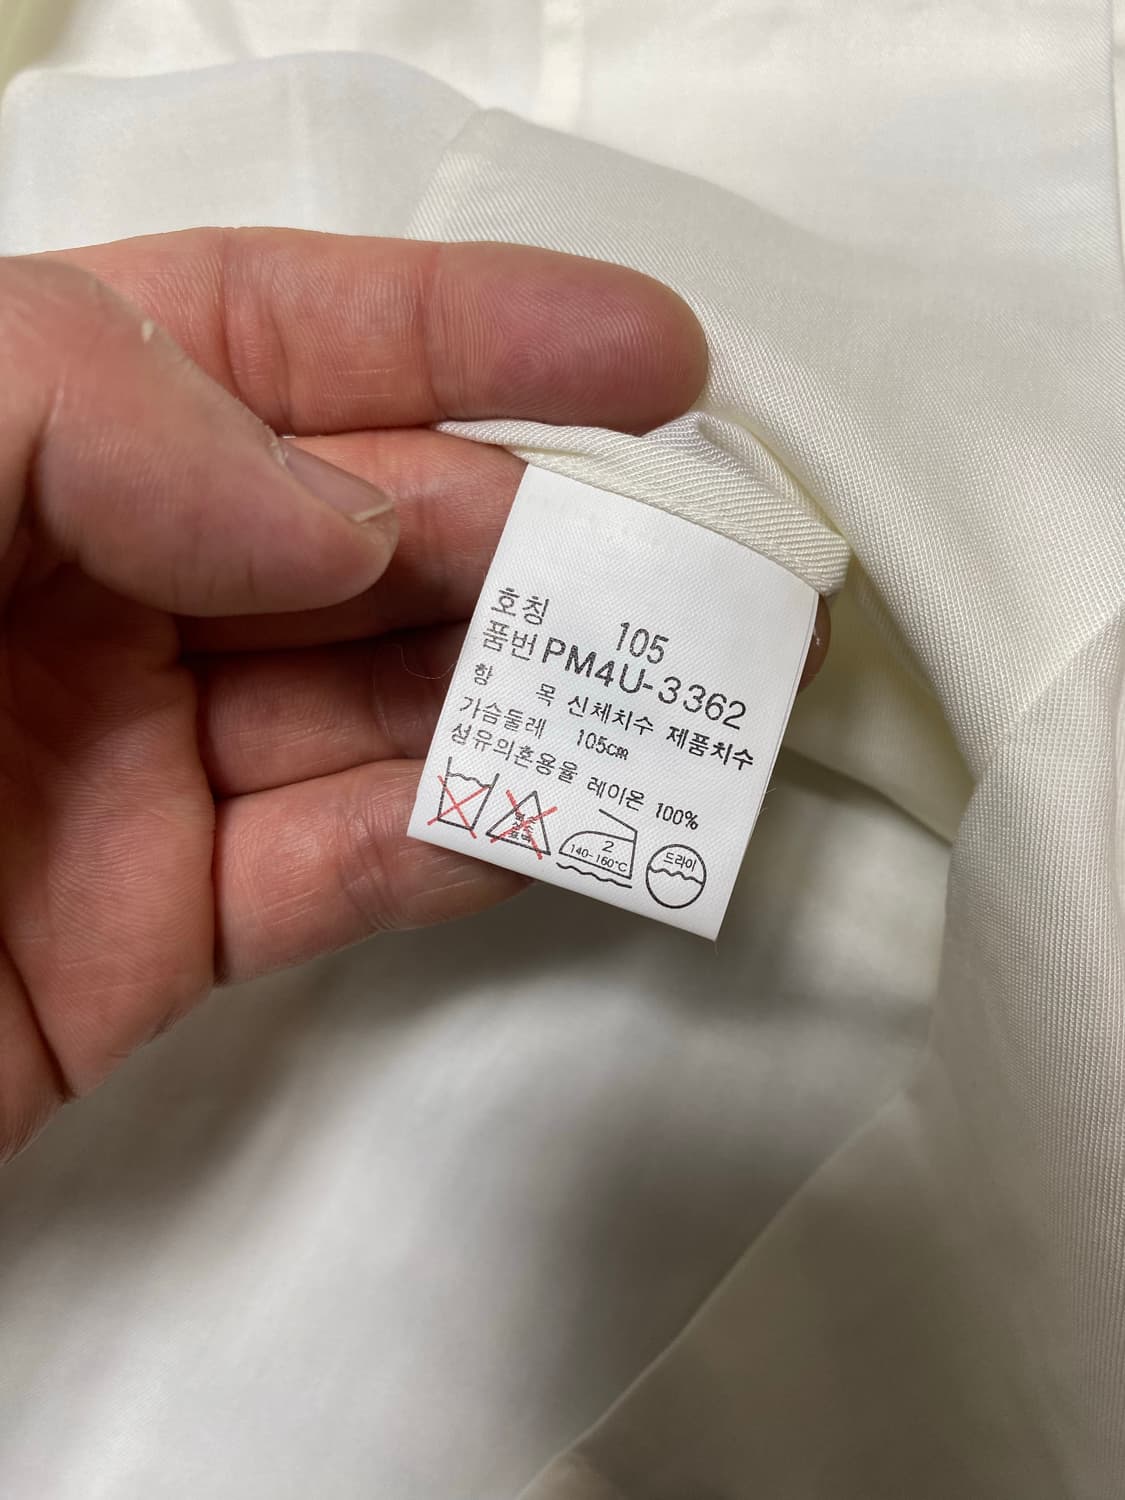 호칭 105
품번 PM4U-3362
항 목 신체치수 제품치수
가슴둘레 105cm
섬유의혼용율 레이온 100%
2
140~160°C
드라이